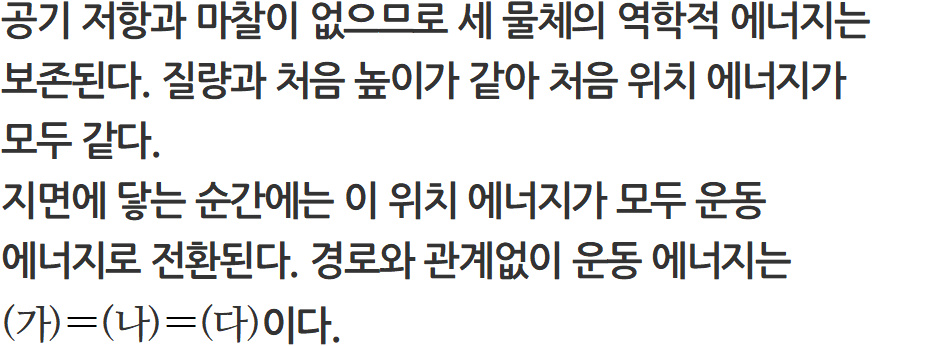 공기 저항과 마찰이 없으므로 세 물체의 역학적 에너지는
보존된다. 질량과 처음 높이가 같아 처음 위치 에너지가
모두 같다.
지면에 닿는 순간에는 이 위치 에너지가 모두 운동
에너지로 전환된다. 경로와 관계없이 운동 에너지는
(가)=(나)=(다)이다.